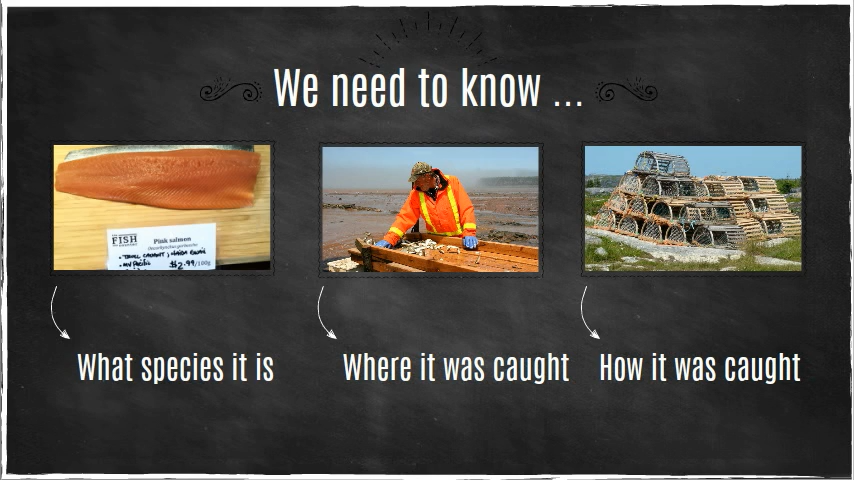 We need to know ...
FISH
Pink salmon
$2.99/100g
What species it is
Where it was caught
How it was caught